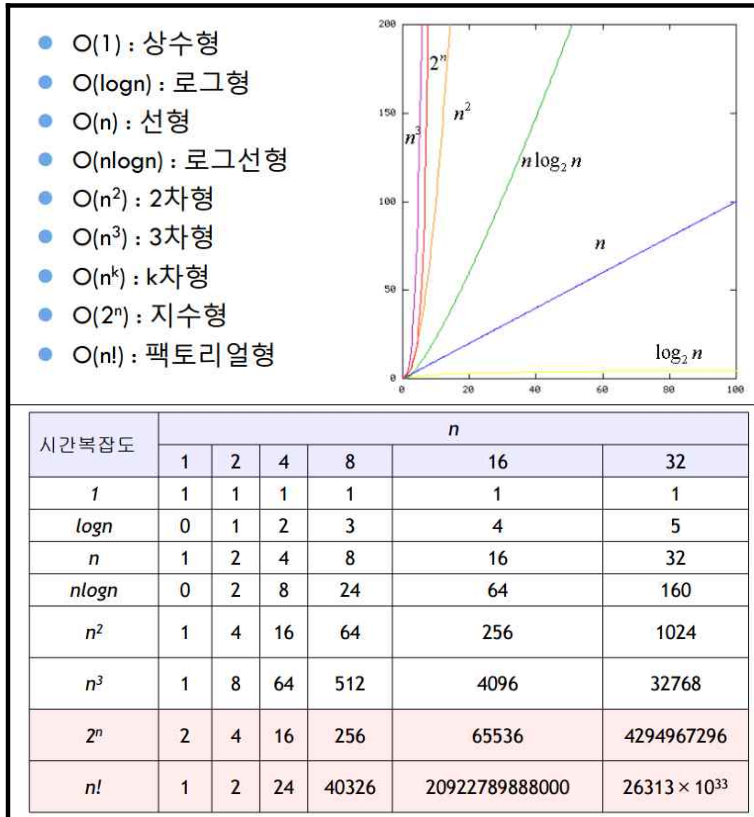 O(1) : 상수형
O(logn) : 로그형
O(n) : 선형
O(nlogn) : 로그선형
O(n²) : 2차형
O(n³) : 3차형
O(nᵏ) : k차형
O(2ⁿ) : 지수형
O(n!) : 팩토리얼형
200
150
100
50
0
0 20 40 60 80 100
n³
2ⁿ
n²
n log₂ n
n
log₂ n
시간복잡도 n
1 2 4 8 16 32
1 1 1 1 1 1 1
logn 0 1 2 3 4 5
n 1 2 4 8 16 32
nlogn 0 2 8 24 64 160
n² 1 4 16 64 256 1024
n³ 1 8 64 512 4096 32768
2ⁿ 2 4 16 256 65536 4294967296
n! 1 2 24 40326 20922789888000 26313 × 10³³